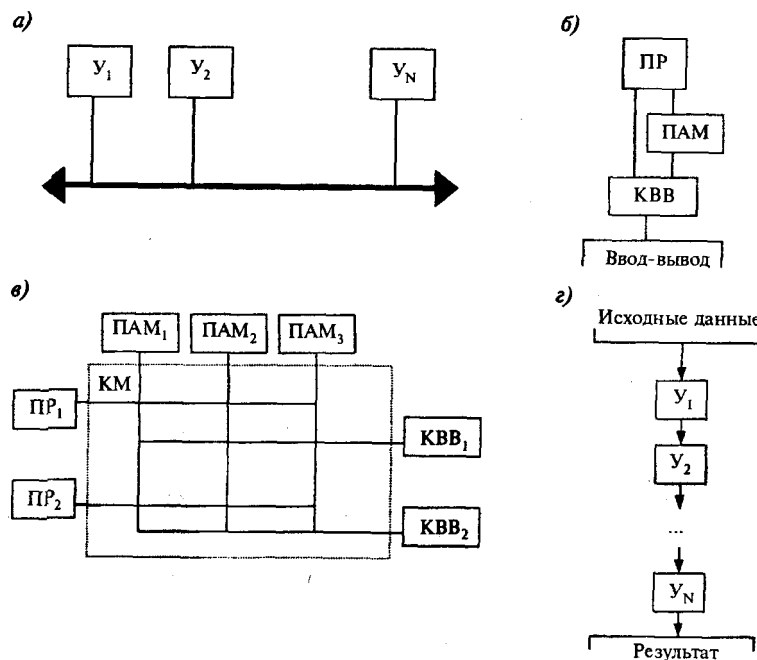 а)
У1
У2
УN
б)
ПР
ПАМ
КВВ
Ввод-вывод
в)
ПАМ1
ПАМ2
ПАМ3
КМ
ПР1
КВВ1
ПР2
КВВ2
г)
Исходные данные
У1
У2
...
УN
Результат